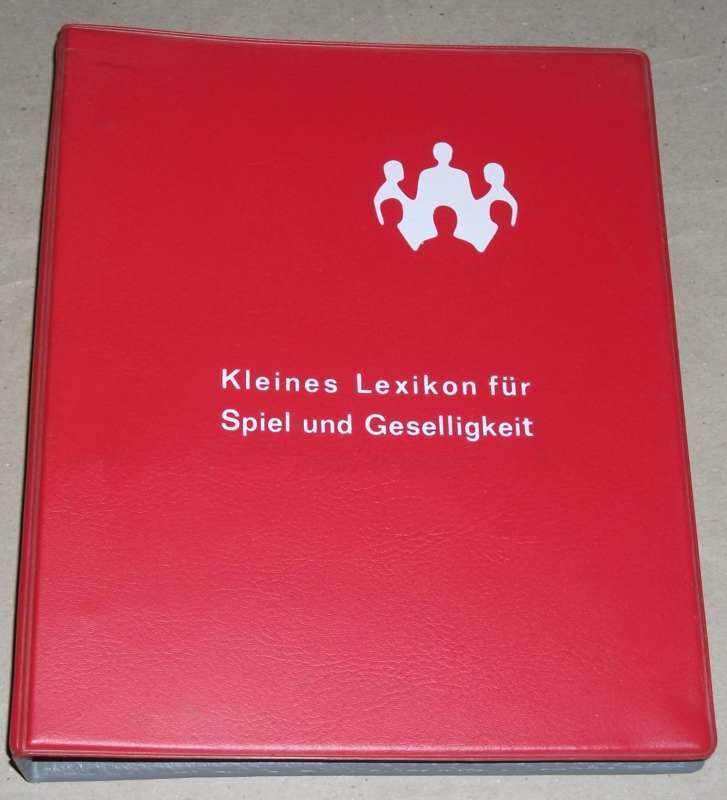 Kleines Lexikon für
Spiel und Geselligkeit